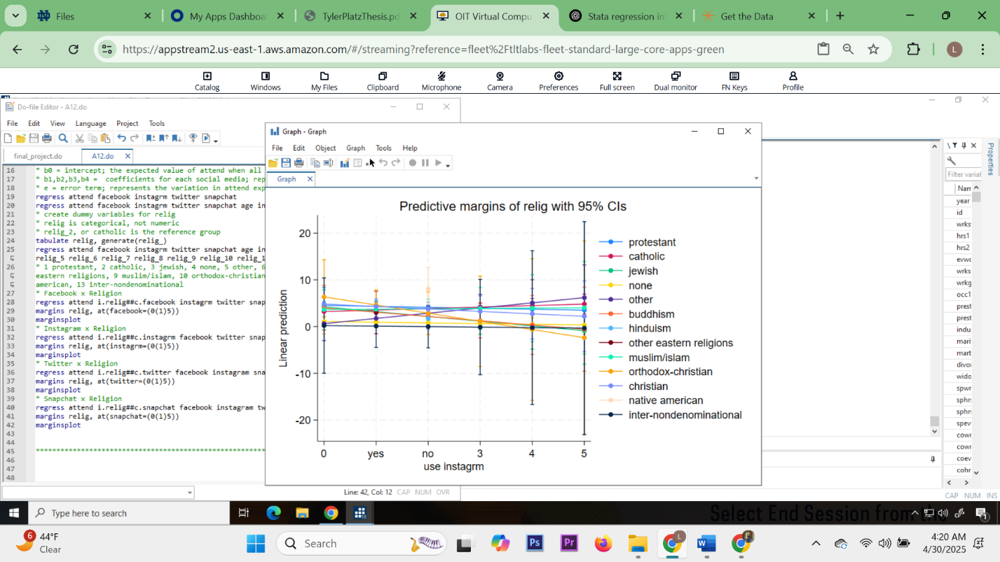 Files
My Apps Dashboa
TylerPlatzThesis.pd
OIT Virtual Compu
Stata regression in
Get the Data
https://appstream2.us-east-1.aws.amazon.com/#/streaming?reference=fleet%2Ftltlabs-fleet-standard-large-core-apps-green
L
Catalog
Windows
My Files
Clipboard
Microphone
Camera
Preferences
Full screen
Dual monitor
FN Keys
Profile
Do-file Editor - A12.do
File Edit View Language Project Tools
final_project.do
A12.do
16 * b0 = intercept; the expected value of attend when all
17 * b1,b2,b3,b4 = coefficients for each social media; rep
18 * e = error term; represents the variation in attend exp
19 regress attend facebook instagrm twitter snapchat
20 regress attend facebook instagrm twitter snapchat age in
21 * create dummy variables for relig
22 * relig is categorical, not numeric
23 * relig_2, or catholic is the reference group
24 tabulate relig, generate(relig_)
25 regress attend facebook instagrm twitter snapchat age in
relig_5 relig_6 relig_7 relig_8 relig_9 relig_10 relig_1
26 * 1 protestant, 2 catholic, 3 jewish, 4 none, 5 other, 6
eastern religions, 9 muslim/islam, 10 orthodox-christian
american, 13 inter-nondenominational
27 * Facebook x Religion
28 regress attend i.relig##c.facebook instagrm twitter snap
29 margins relig, at(facebook=(0(1)5))
30 marginsplot
31 * Instagram x Religion
32 regress attend i.relig##c.instagrm facebook twitter snap
33 margins relig, at(instagrm=(0(1)5))
34 marginsplot
35 * Twitter x Religion
36 regress attend i.relig##c.twitter facebook instagrm sna
37 margins relig, at(twitter=(0(1)5))
38 marginsplot
39 * Snapchat x Religion
40 regress attend i.relig##c.snapchat facebook instagrm tw
41 margins relig, at(snapchat=(0(1)5))
42 marginsplot
43
44
45 ****************************************************
46
47
48
Line: 42, Col: 12 CAP NUM OVR
Graph - Graph
File Edit Object Graph Tools Help
Graph
Predictive margins of relig with 95% CIs
Linear prediction
20
10
0
-10
-20
0 yes no 3 4 5
use instagrm
protestant
catholic
jewish
none
other
buddhism
hinduism
other eastern religions
muslim/islam
orthodox-christian
christian
native american
inter-nondenominational
Properties
Filter varial
Nam
year
id
wrks
hrs1
hrs2
evwo
wrks
wrkg
occ1
prest
prest
indu
mari
mart
divo
wido
spwr
sphr
sphr
spev
cowr
cowr
coev
cohr
CAP NUM INS
Type here to search
Select End Session from the
1
6
44°F
Clear
Search
Ps
Pr
L
4:20 AM
4/30/2025